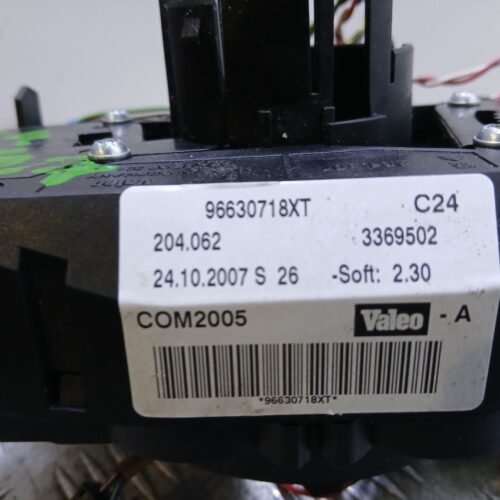 96630718XT C24
204.062 3369502
24.10.2007 S 26 -Soft: 2.30
COM2005 Valeo - A
*96630718XT*